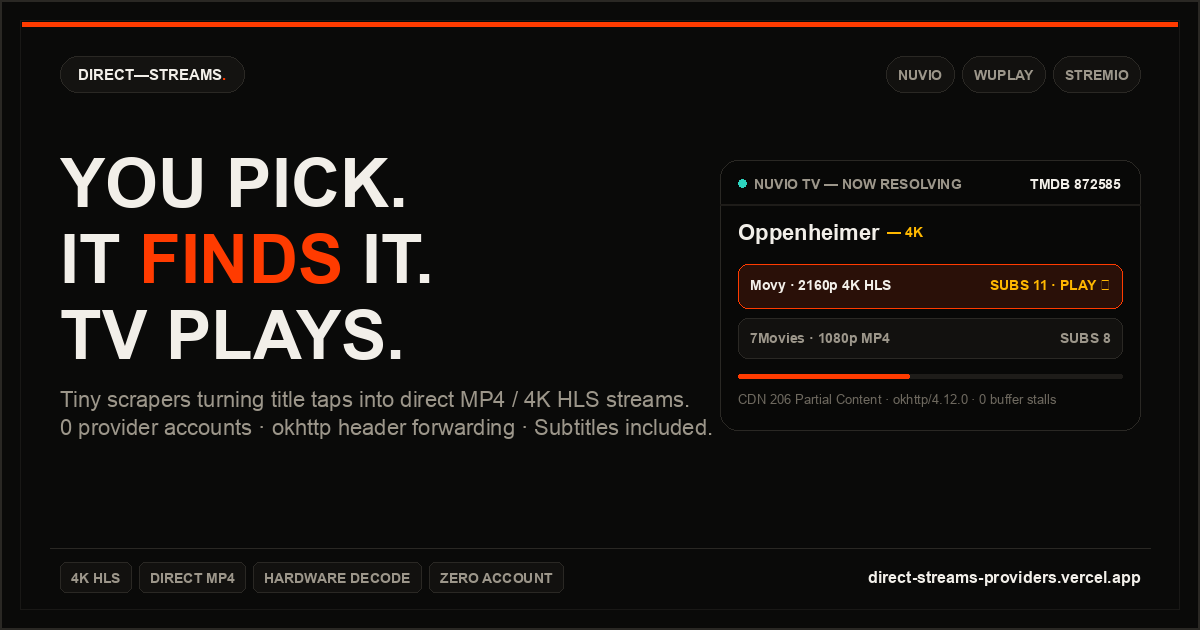 DIRECT—STREAMS.
NUVIO
WUPLAY
STREMIO
YOU PICK.
IT FINDS IT.
TV PLAYS.
Tiny scrapers turning title taps into direct MP4 / 4K HLS streams.
0 provider accounts · okhttp header forwarding · Subtitles included.
NUVIO TV — NOW RESOLVING
TMDB 872585
Oppenheimer — 4K
Movy · 2160p 4K HLS
SUBS 11 · PLAY
7Movies · 1080p MP4
SUBS 8
CDN 206 Partial Content · okhttp/4.12.0 · 0 buffer stalls
4K HLS
DIRECT MP4
HARDWARE DECODE
ZERO ACCOUNT
direct-streams-providers.vercel.app